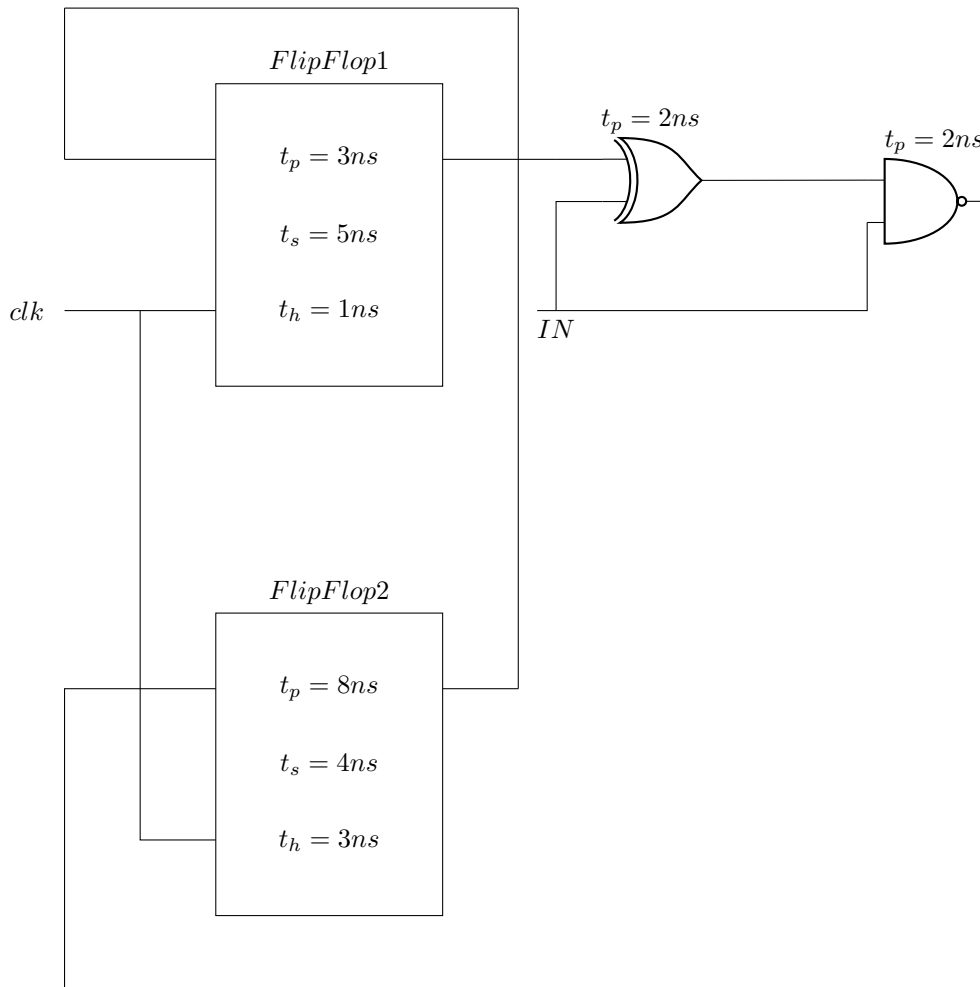 FlipFlop1
t_p = 3ns
t_s = 5ns
t_h = 1ns
clk
t_p = 2ns
t_p = 2ns
IN
FlipFlop2
t_p = 8ns
t_s = 4ns
t_h = 3ns